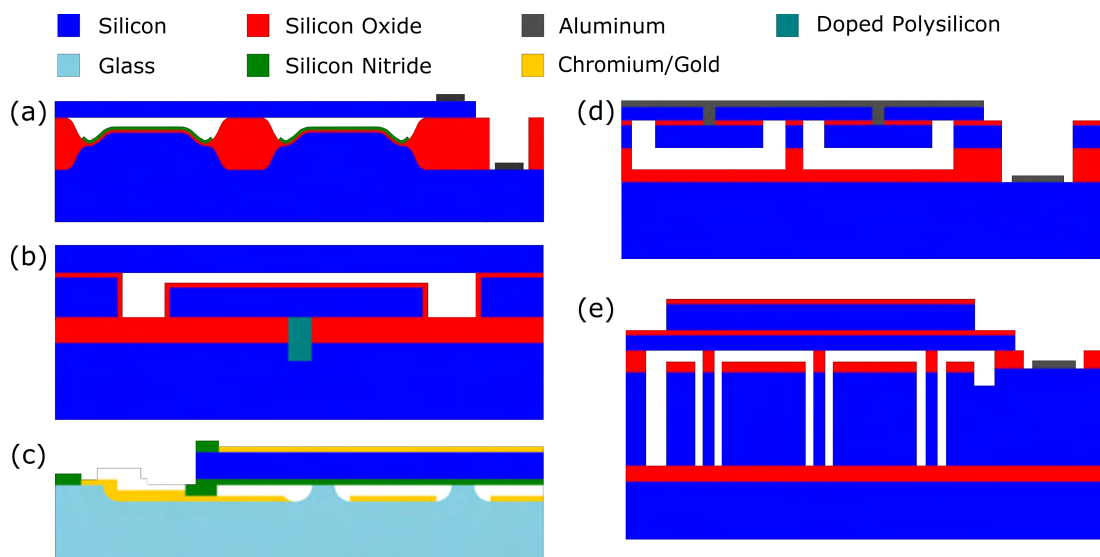 Silicon Silicon Oxide Aluminum Doped Polysilicon
Glass Silicon Nitride Chromium/Gold
(a)
(d)
(b)
(e)
(c)